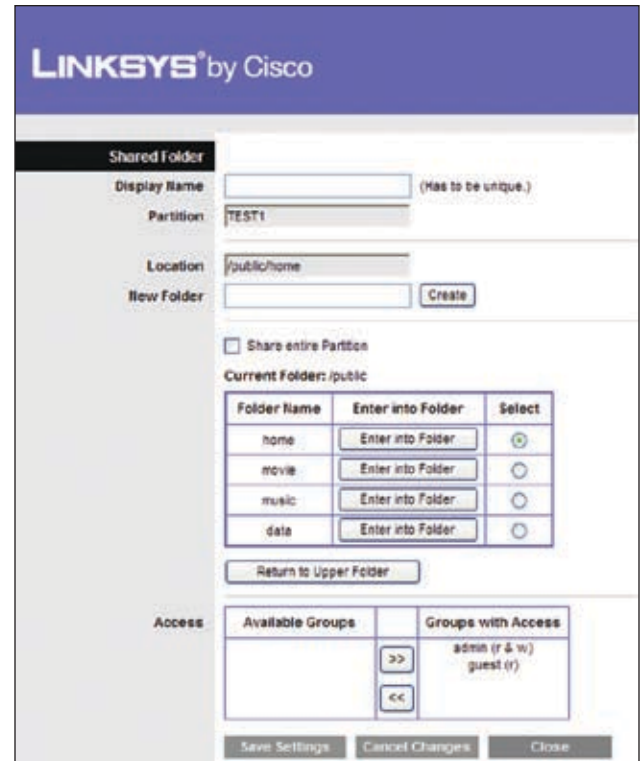 LINKSYS® by Cisco
Shared Folder
Display Name (Has to be unique.)
Partition TEST1
Location /public/home
New Folder Create
Share entire Partition
Current Folder: /public
Folder Name Enter into Folder Select
home Enter into Folder
movie Enter into Folder
music Enter into Folder
data Enter into Folder
Return to Upper Folder
Access Available Groups Groups with Access
>> admin (r & w)
guest (r)
<<
Save Settings Cancel Changes Close